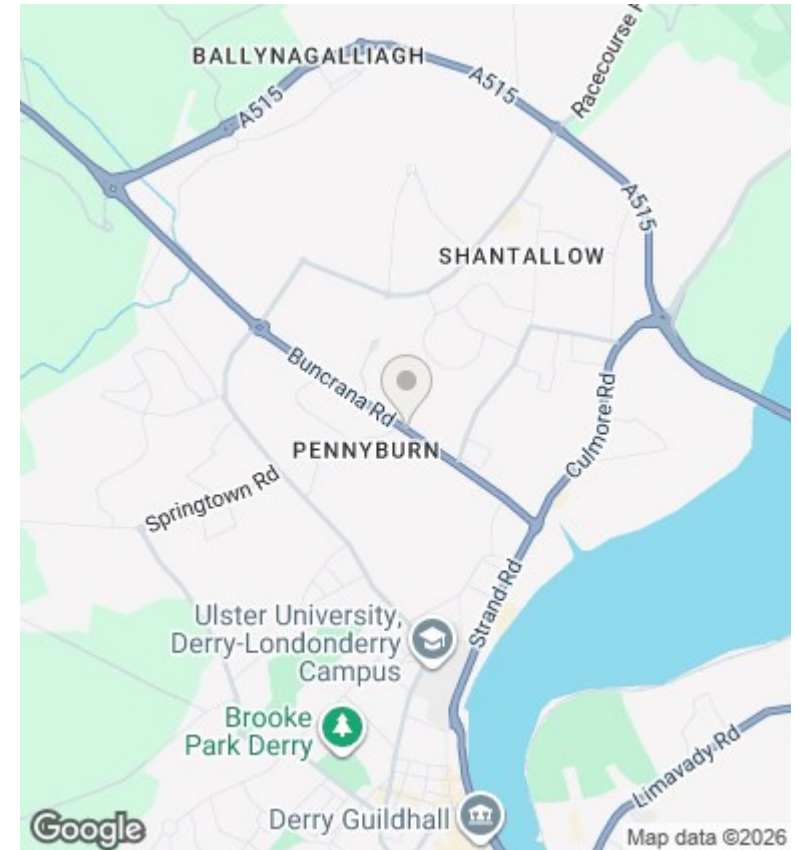 BALLYNAGALLIAGH
A515
A515
Racecourse
A515
SHANTALLOW
Buncrana Rd
PENNYBURN
Culmore Rd
Springtown Rd
Strand Rd
Ulster University,
Derry-Londonderry
Campus
Brooke
Park Derry
Limavady Rd
Derry Guildhall
Google
Map data ©2026